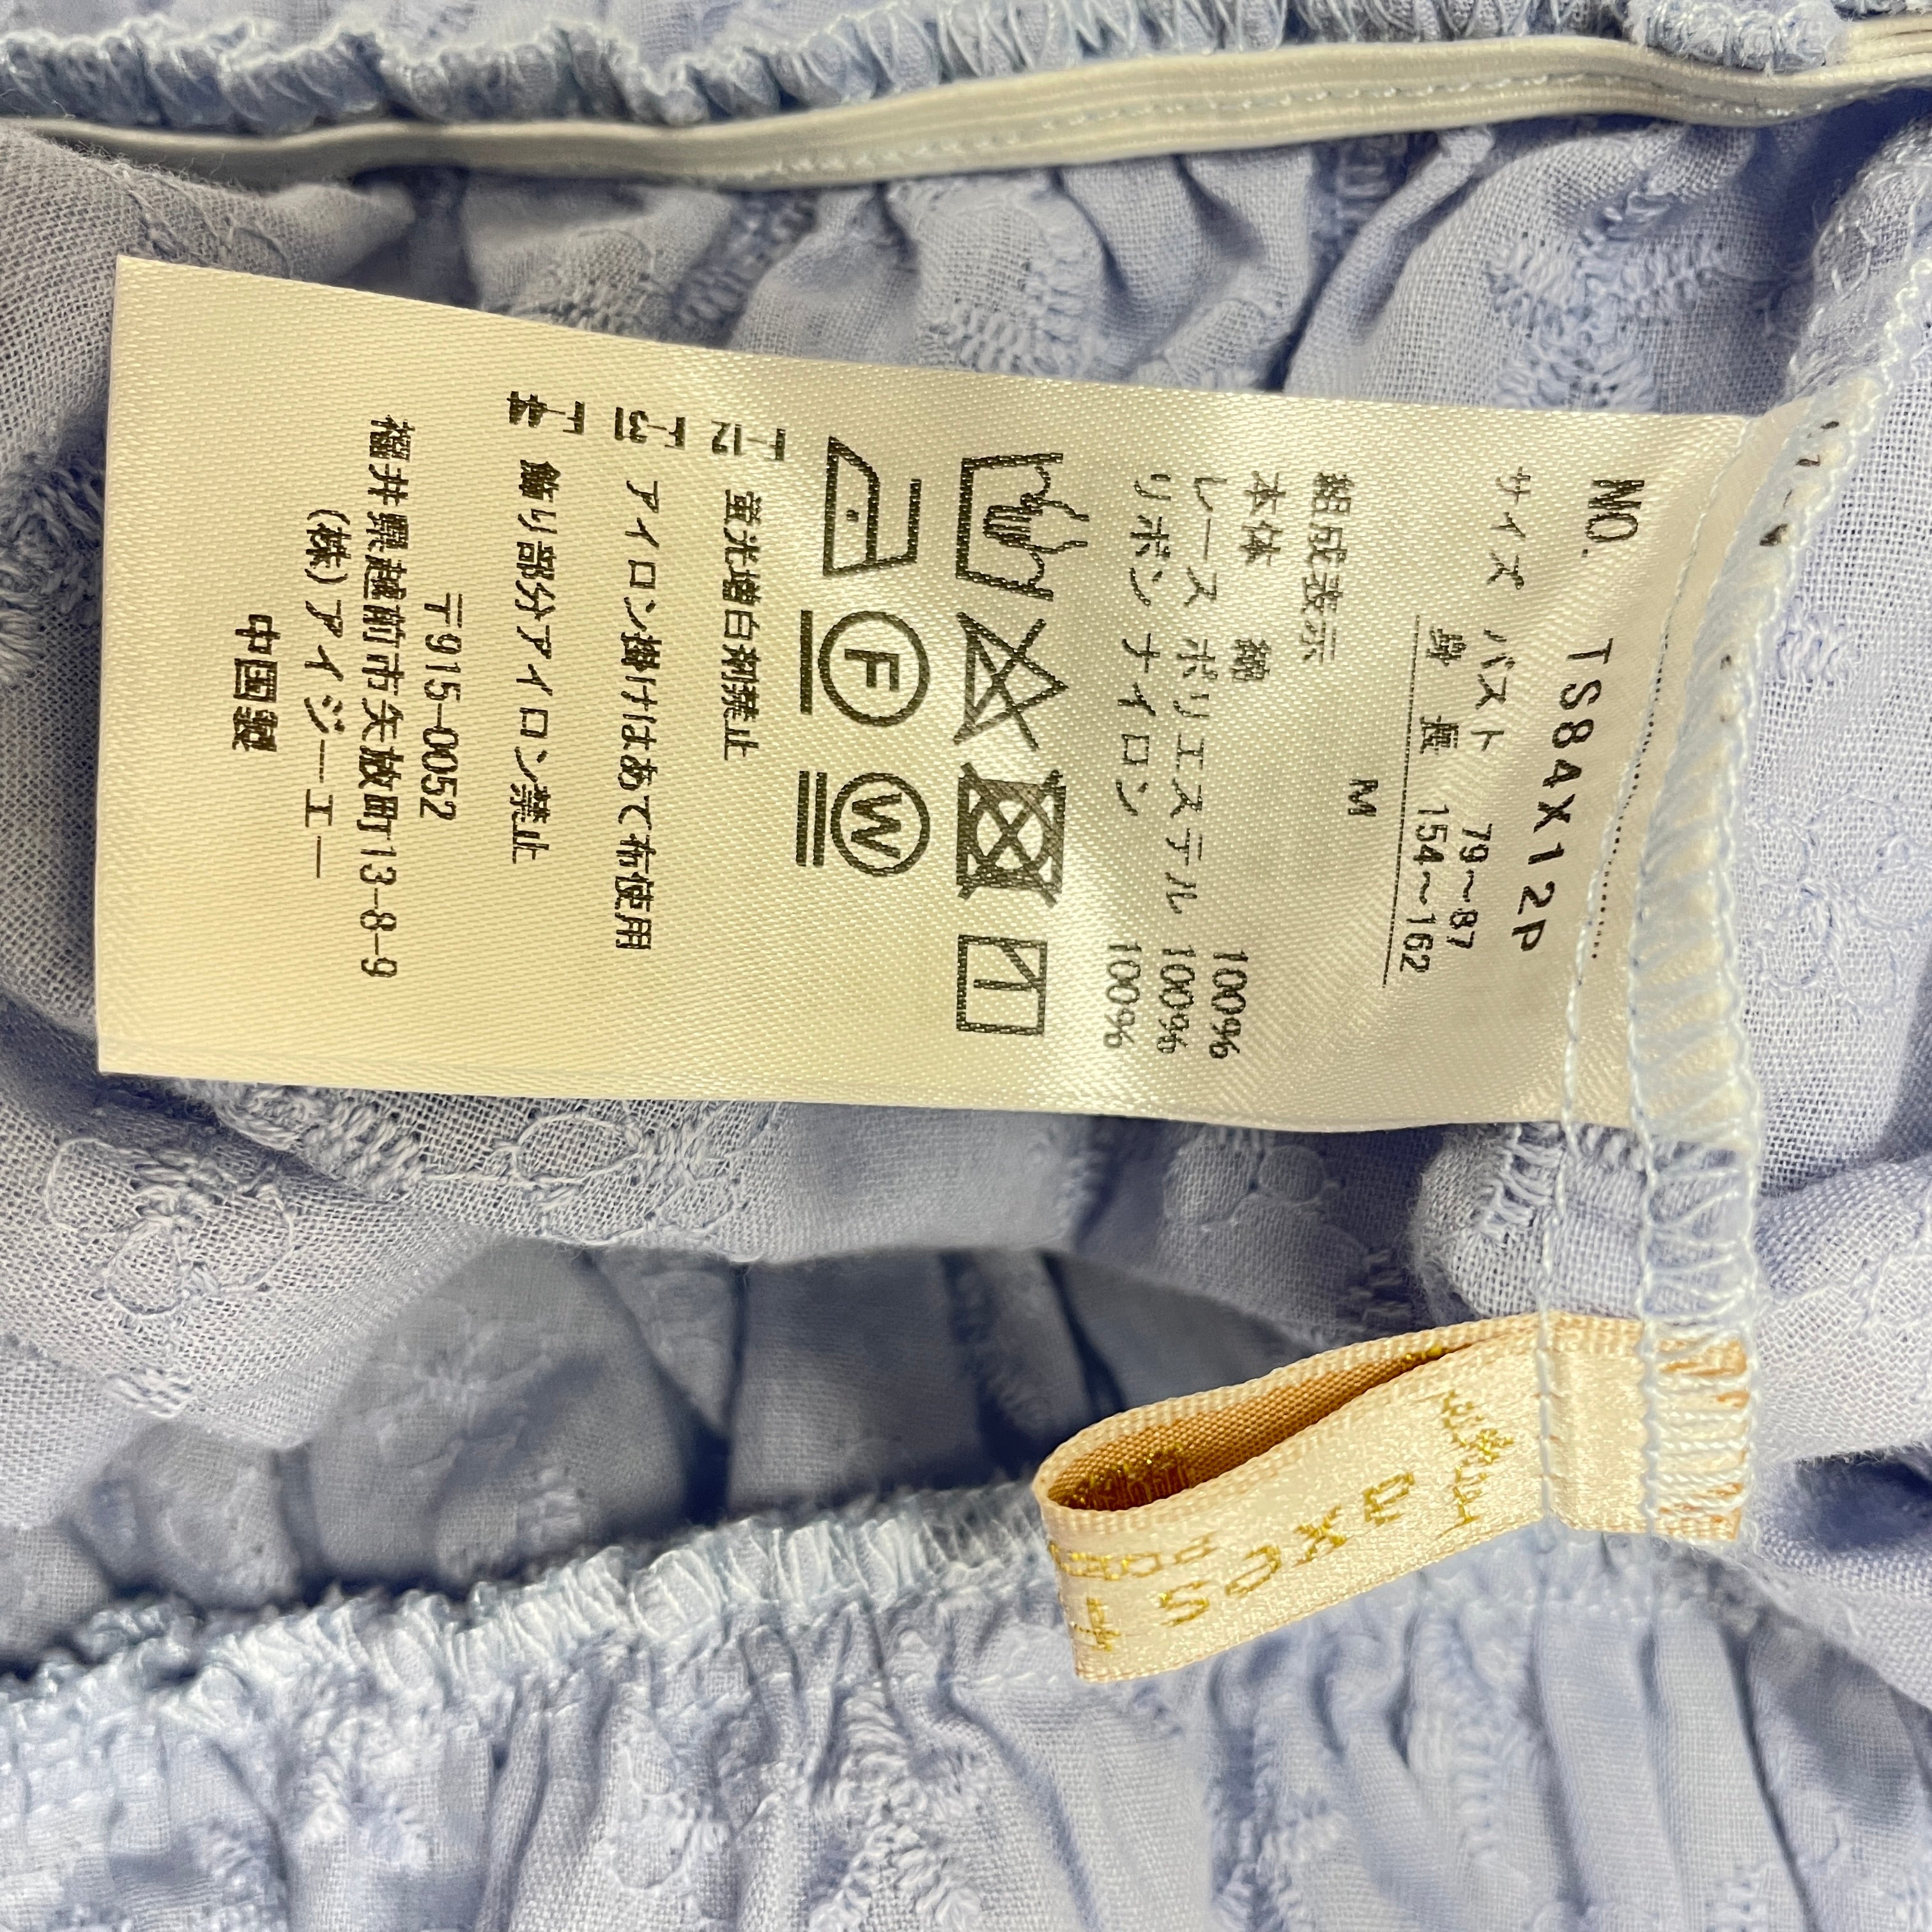 NO. TS84X12P
サイズ バスト 79〜87
身 長 154〜162
M
組成表示
本体 綿 100%
レース ポリエステル 100%
リボン ナイロン 100%
F
W
F-12 蛍光増白剤禁止
F-31 アイロン掛けはあて布使用
飾り部分アイロン禁止
〒915-0052
福井県越前市矢放町13-8-9
(株)アイジーエー
中国製
axes